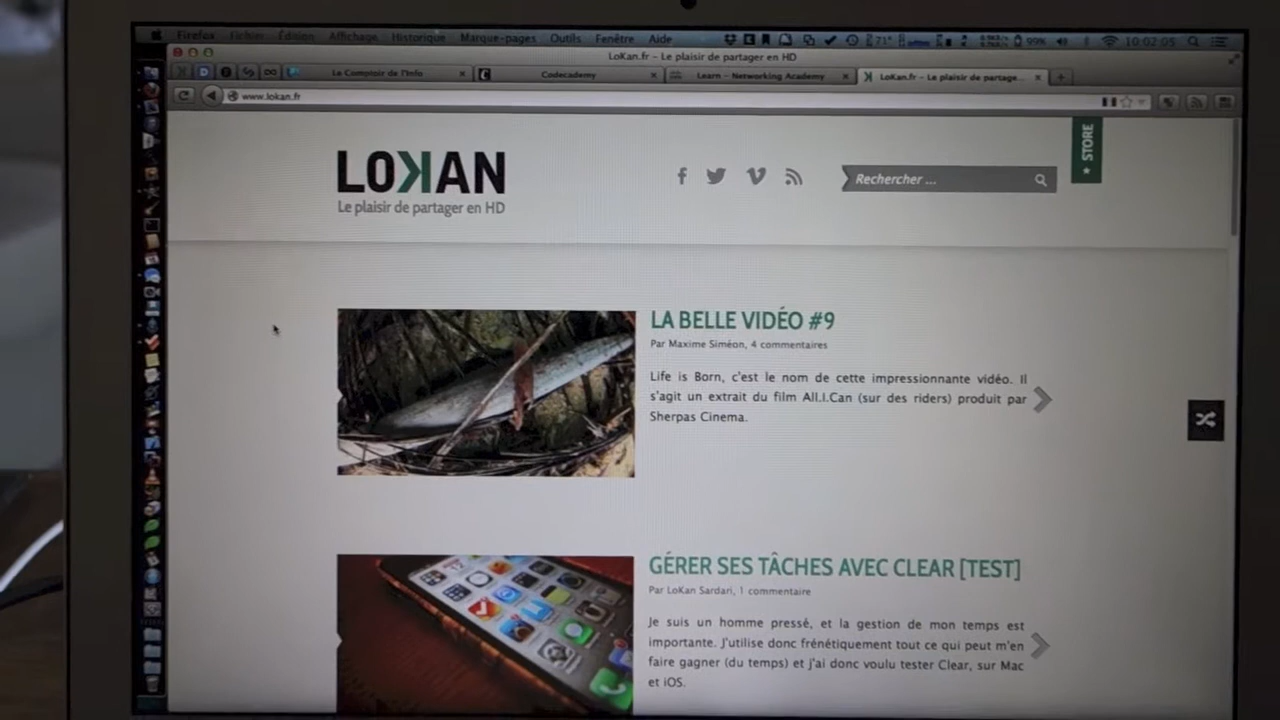 Firefox Fichier Édition Affichage Historique Marque-pages Outils Fenêtre Aide
71° 99% 10:02:05
LoKan.fr - Le plaisir de partager en HD
La Comptoir de l'Info
Codecademy
Learn - Networking Academy
LoKan.fr - Le plaisir de partage...
www.lokan.fr
STORE
LOKAN
Le plaisir de partager en HD
Rechercher ...
LA BELLE VIDÉO #9
Par Maxime Siméon, 4 commentaires
Life is Born, c'est le nom de cette impressionnante vidéo. Il
s'agit un extrait du film All.I.Can (sur des riders) produit par
Sherpas Cinema.
GÉRER SES TÂCHES AVEC CLEAR [TEST]
Par LoKan Sardari, 1 commentaire
Je suis un homme pressé, et la gestion de mon temps est
importante. J'utilise donc frénétiquement tout ce qui peut m'en
faire gagner (du temps) et j'ai donc voulu tester Clear, sur Mac
et iOS.